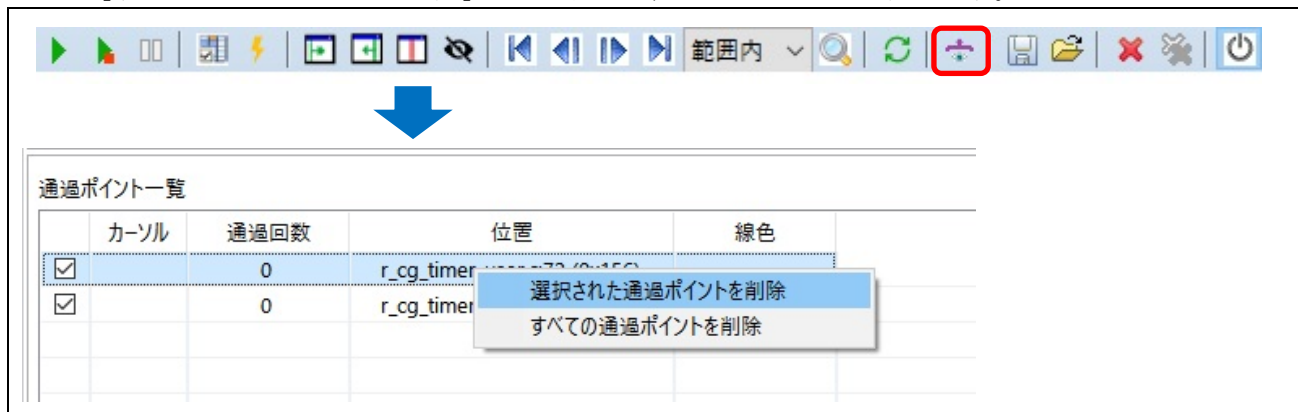 範囲内
通過ポイント一覧
カーソル 通過回数 位置 線色
0 r_cg_timer
選択された通過ポイントを削除
0 r_cg_timer
すべての通過ポイントを削除